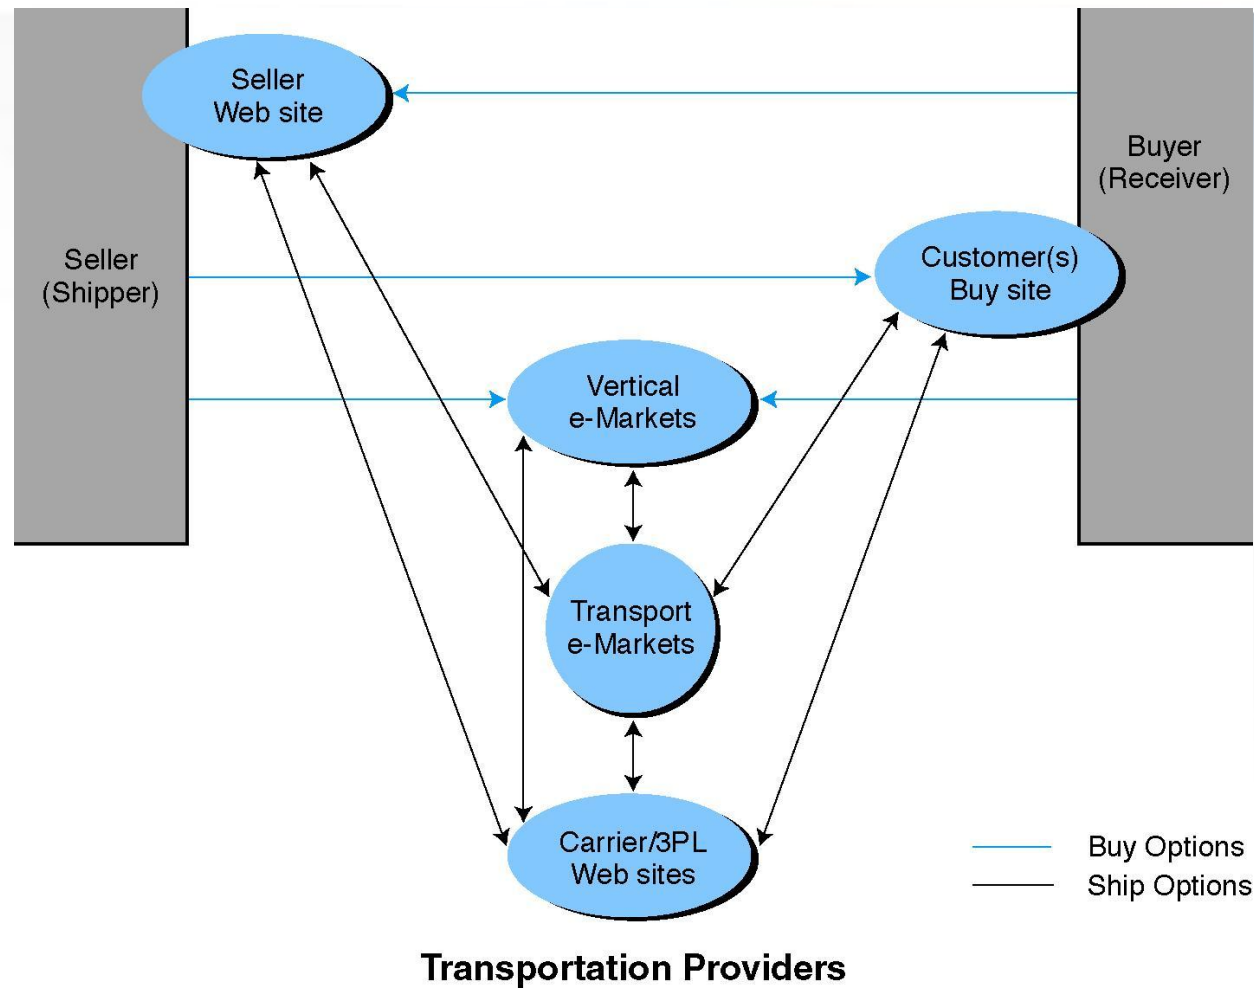 Seller
Web site
Buyer
(Receiver)
Seller
(Shipper)
Customer(s)
Buy site
Vertical
e-Markets
Transport
e-Markets
Carrier/3PL
Web sites
Buy Options
Ship Options
Transportation Providers